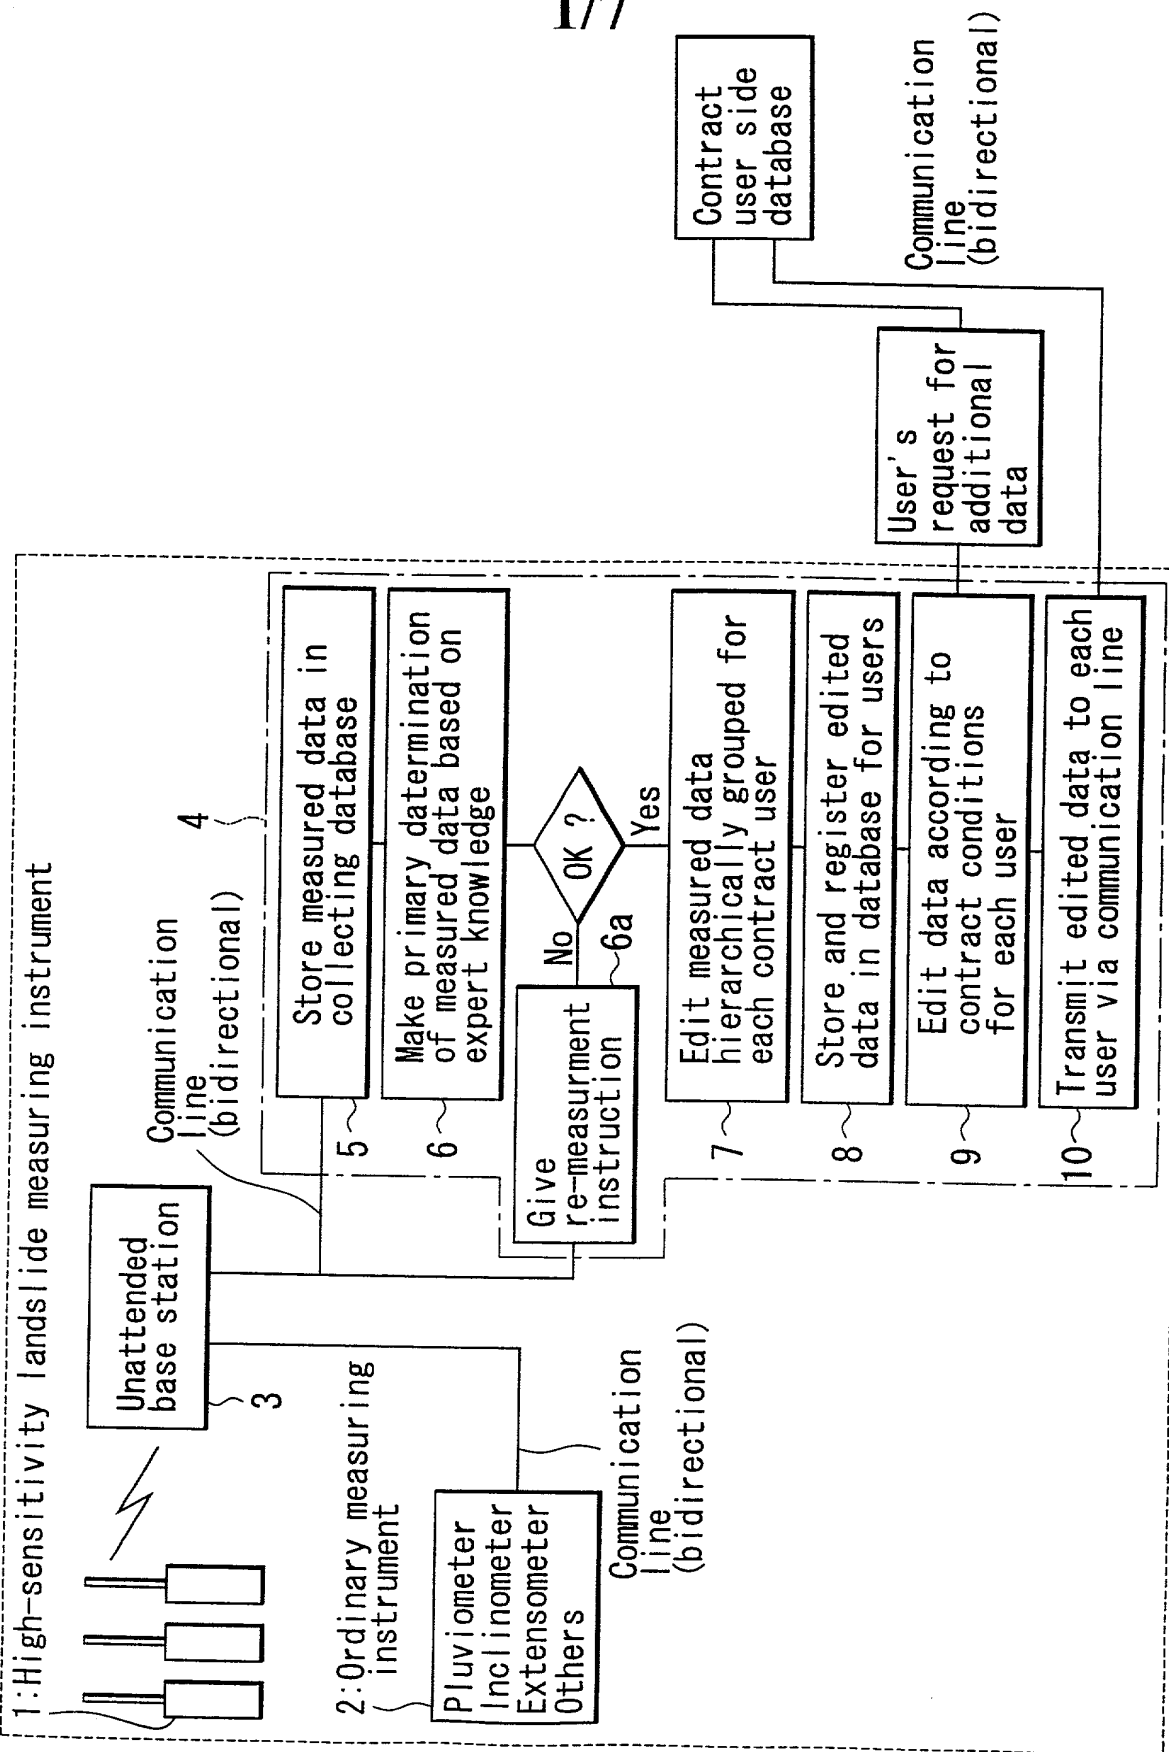 1/7
1:High-sensitivity landslide measuring instrument
Unattended
base station
3
Communication
line
(bidirectional)
4
2:Ordinary measuring
instrument
Pluviometer
Inclinometer
Extensometer
Others
Communication
line
(bidirectional)
Store measured data in
collecting database
5
Make primary datermination
of measured data based on
expert knowledge
6
OK ?
No
Yes
Give
re-measurment
instruction
6a
Edit measured data
hierarchically grouped for
each contract user
7
Store and register edited
data in database for users
8
Edit data according to
contract conditions
for each user
9
Transmit edited data to each
user via communication line
10
User's
request for
additional
data
Contract
user side
database
Communication
line
(bidirectional)